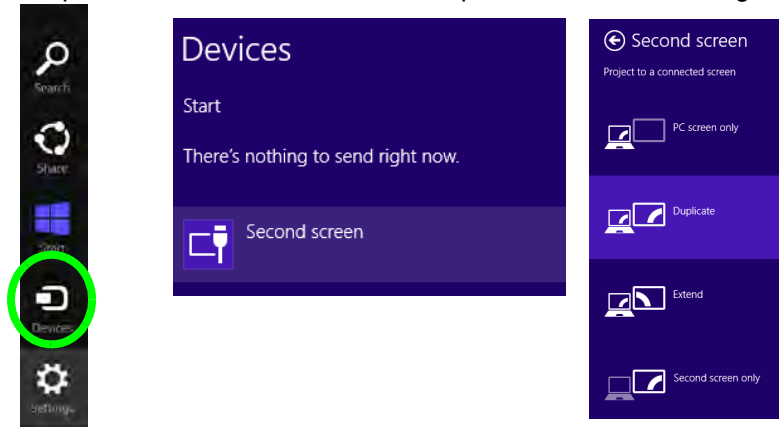 Search
Share
Start
Devices
Settings
Devices
Start
There's nothing to send right now.
Second screen
Second screen
Project to a connected screen
PC screen only
Duplicate
Extend
Second screen only